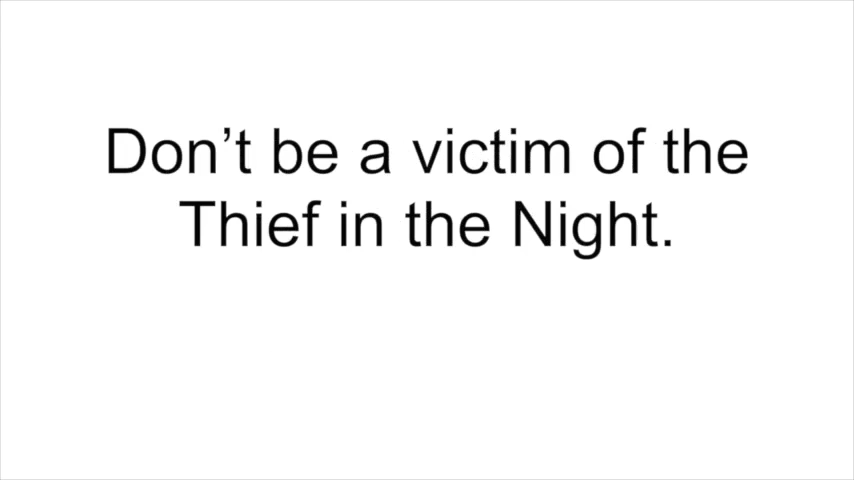 Don’t be a victim of the
Thief in the Night.